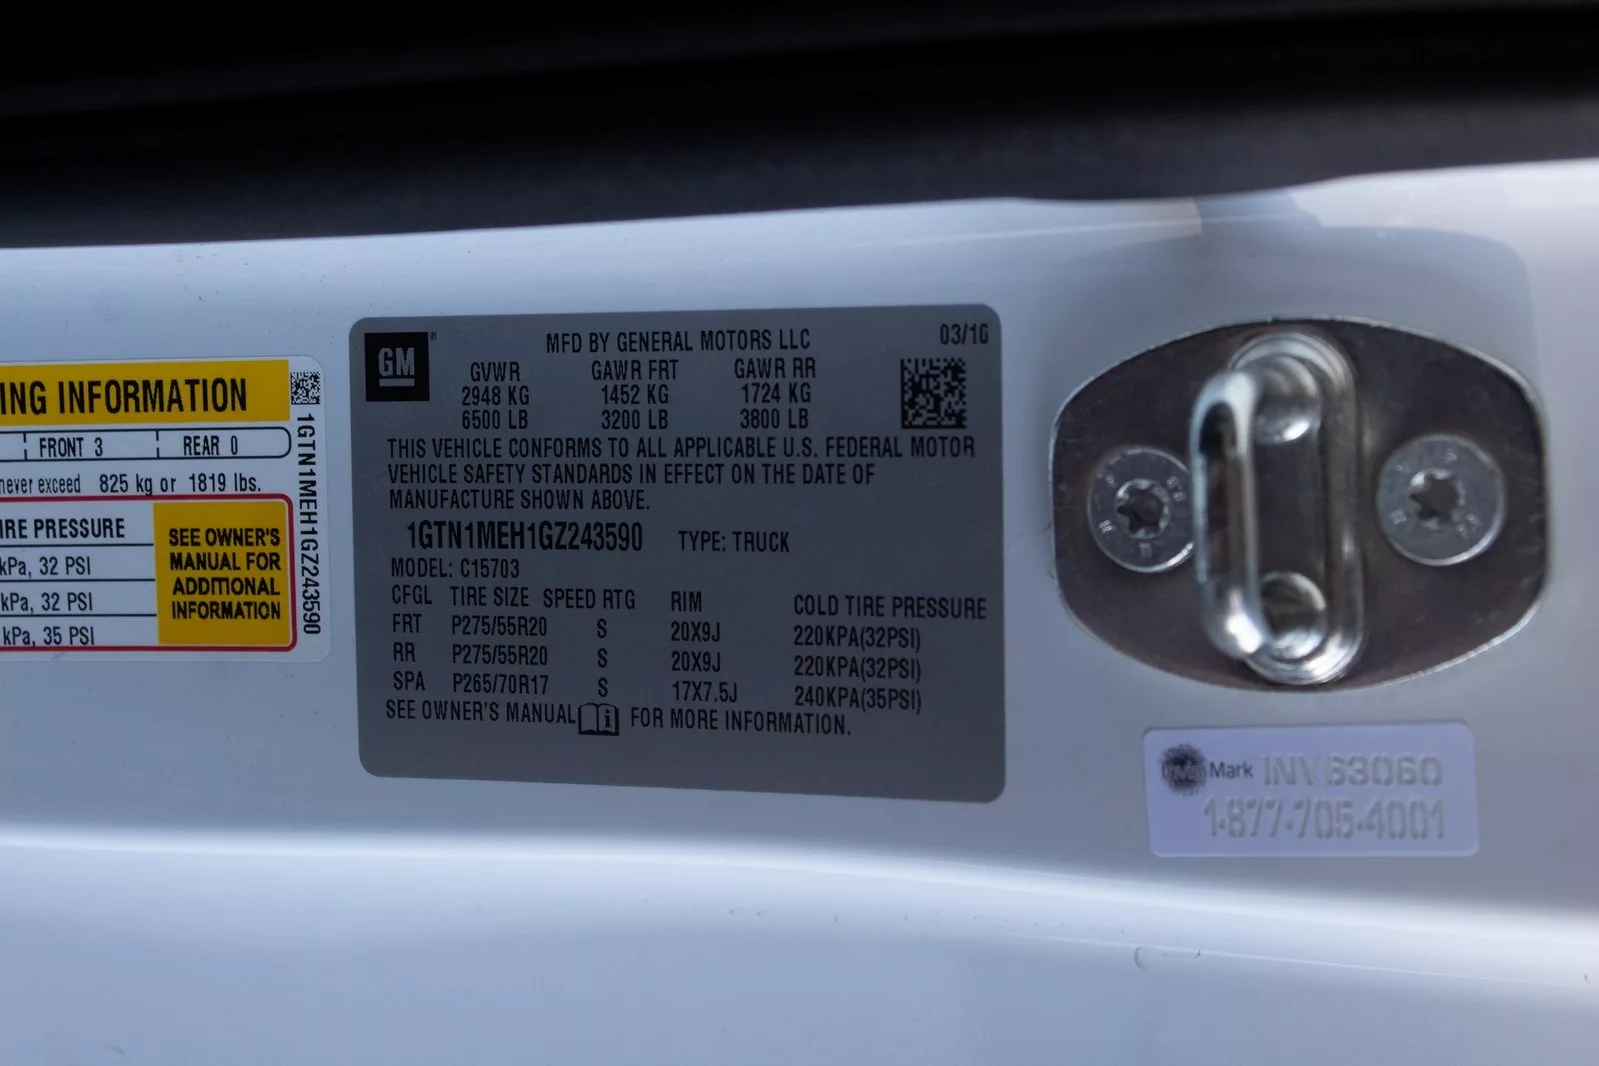 ING INFORMATION
FRONT 3 REAR 0
never exceed 825 kg or 1819 lbs.
IRE PRESSURE
kPa, 32 PSI
kPa, 32 PSI
kPa, 35 PSI
SEE OWNER'S
MANUAL FOR
ADDITIONAL
INFORMATION
1GTN1MEH1GZ243590
GM
MFD BY GENERAL MOTORS LLC 03/16
GVWR GAWR FRT GAWR RR
2948 KG 1452 KG 1724 KG
6500 LB 3200 LB 3800 LB
THIS VEHICLE CONFORMS TO ALL APPLICABLE U.S. FEDERAL MOTOR
VEHICLE SAFETY STANDARDS IN EFFECT ON THE DATE OF
MANUFACTURE SHOWN ABOVE.
1GTN1MEH1GZ243590 TYPE: TRUCK
MODEL: C15703
CFGL TIRE SIZE SPEED RTG RIM COLD TIRE PRESSURE
FRT P275/55R20 S 20X9J 220KPA(32PSI)
RR P275/55R20 S 20X9J 220KPA(32PSI)
SPA P265/70R17 S 17X7.5J 240KPA(35PSI)
SEE OWNER'S MANUAL i FOR MORE INFORMATION.
Mark INV63060
1-877-705-4001